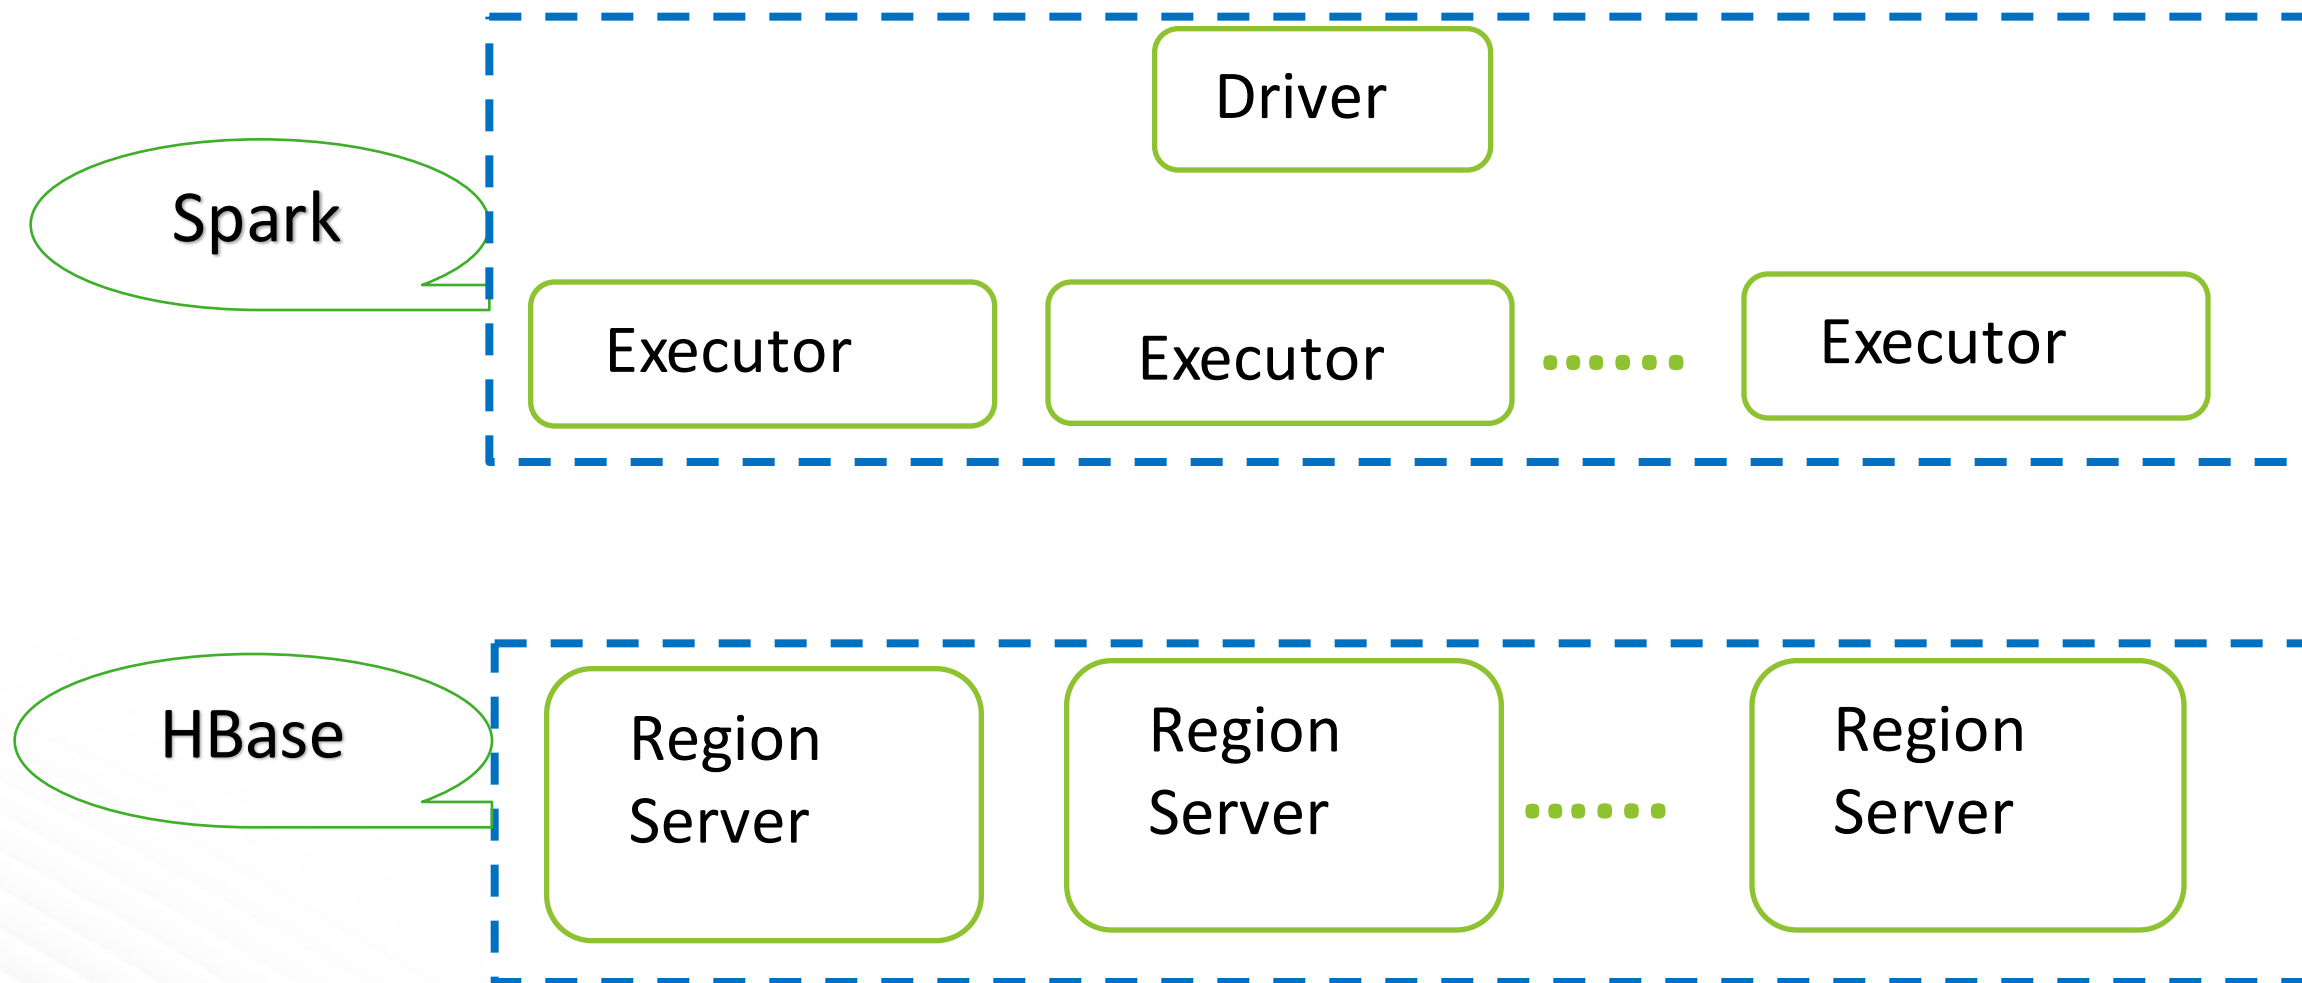 Driver
Spark
Executor
Executor
Executor
HBase
Region
Server
Region
Server
Region
Server